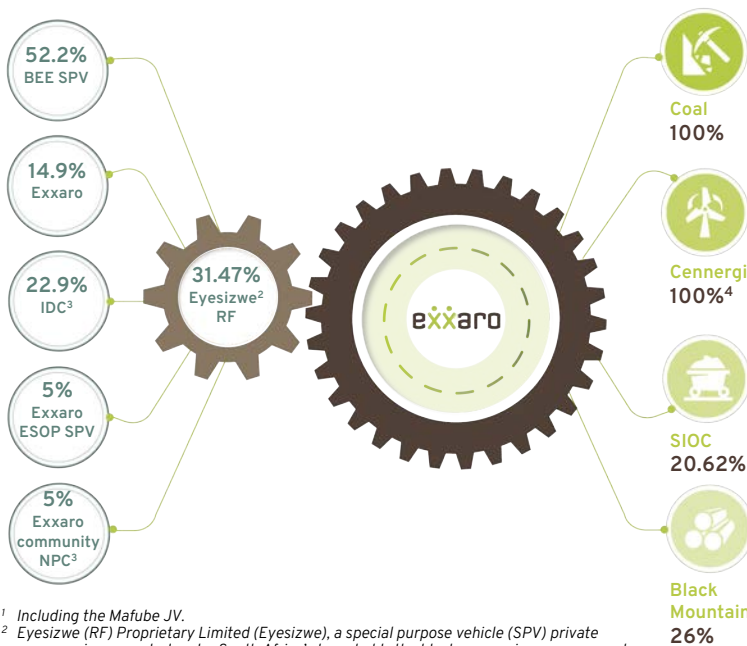 52.2%
BEE SPV
14.9%
Exxaro
22.9%
IDC³
5%
Exxaro
ESOP SPV
5%
Exxaro
community
NPC³
31.47%
Eyesizwe²
RF
exxaro
Coal
100%
Cennergi
100%⁴
SIOC
20.62%
Black
Mountain
26%
¹ Including the Mafube JV.
² Eyesizwe (RF) Proprietary Limited (Eyesizwe), a special purpose vehicle (SPV) private